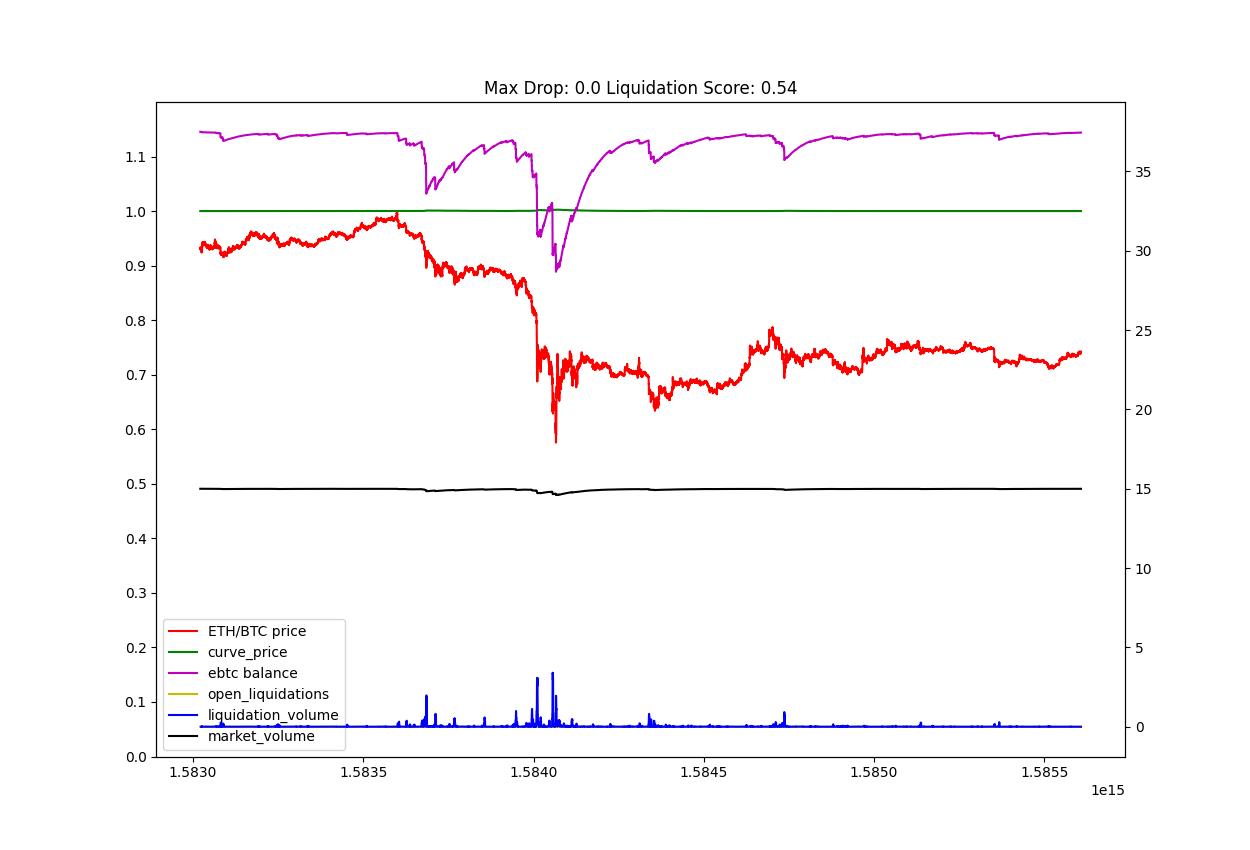 Max Drop: 0.0 Liquidation Score: 0.54
1.1
1.0
0.9
0.8
0.7
0.6
0.5
0.4
0.3
0.2
0.1
0.0
35
30
25
20
15
10
5
0
ETH/BTC price
curve_price
ebtc balance
open_liquidations
liquidation_volume
market_volume
1.5830 1.5835 1.5840 1.5845 1.5850 1.5855
1e15